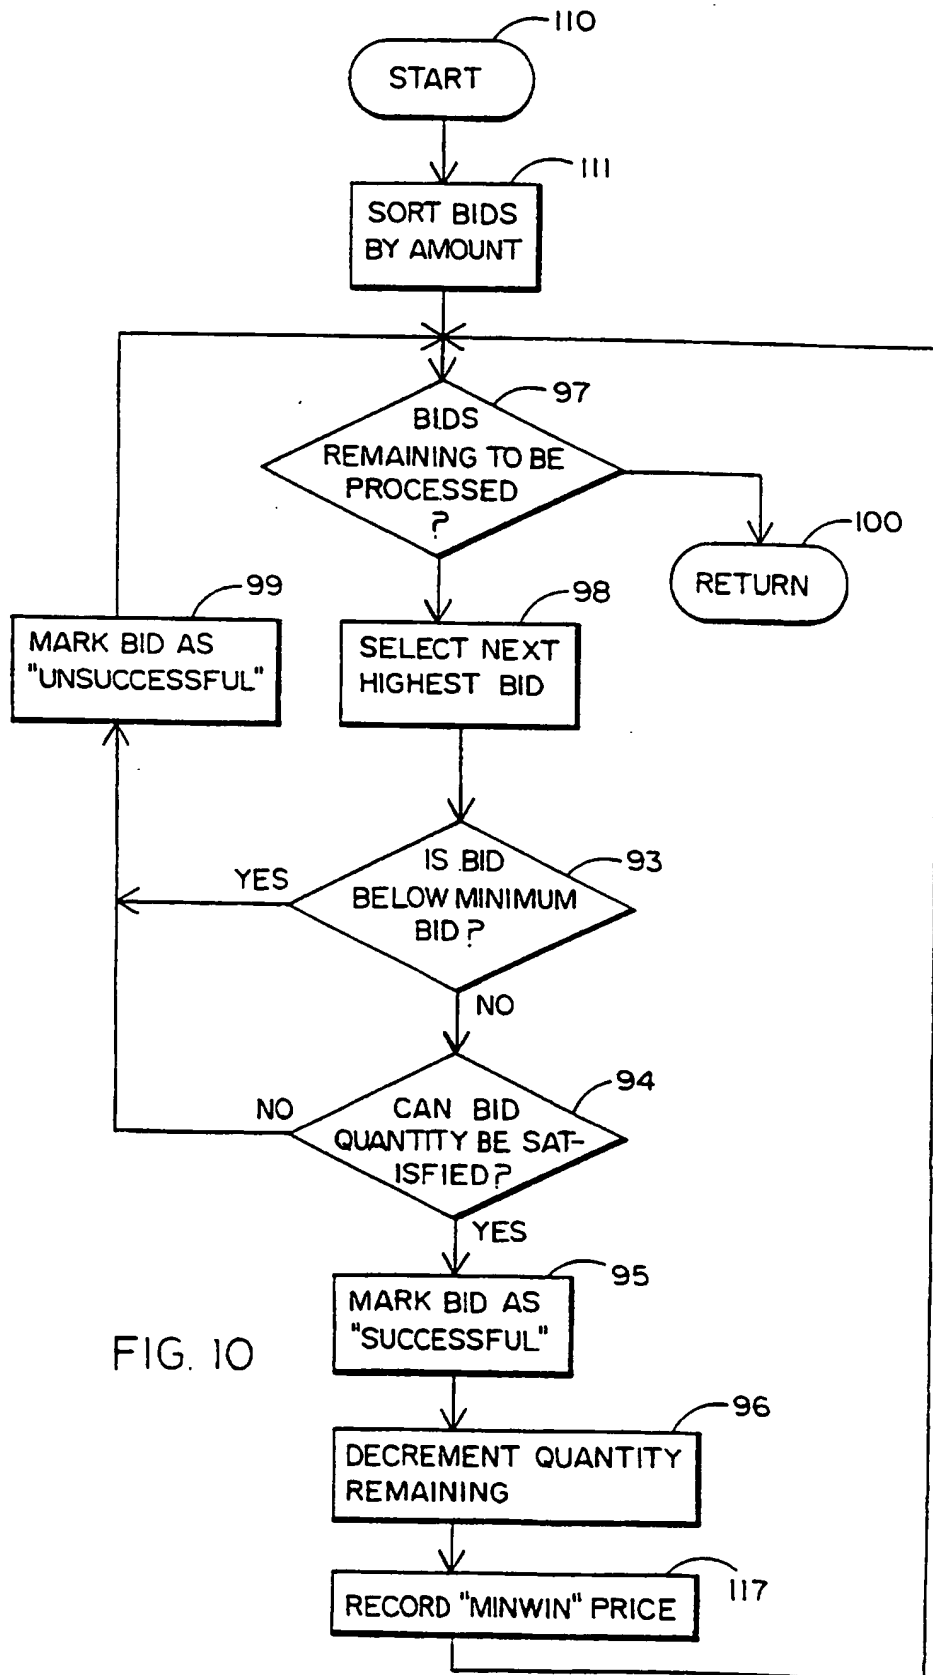 110
START
111
SORT BIDS
BY AMOUNT
97
BIDS
REMAINING TO BE
PROCESSED
?
100
RETURN
99
MARK BID AS
"UNSUCCESSFUL"
98
SELECT NEXT
HIGHEST BID
93
IS BID
BELOW MINIMUM
BID?
YES
NO
94
CAN BID
QUANTITY BE SAT-
ISFIED?
NO
YES
95
MARK BID AS
"SUCCESSFUL"
FIG. 10
96
DECREMENT QUANTITY
REMAINING
117
RECORD "MINWIN" PRICE